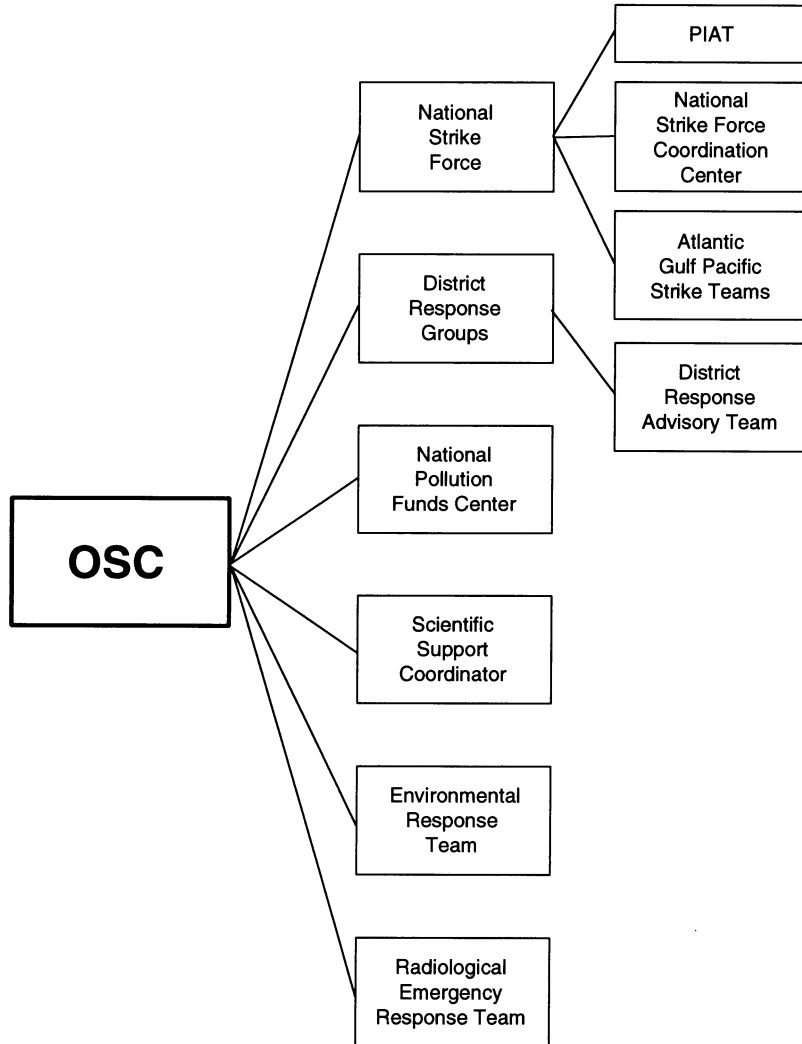 PIAT
National
Strike
Force
National
Strike Force
Coordination
Center
Atlantic
Gulf Pacific
Strike Teams
District
Response
Groups
District
Response
Advisory Team
National
Pollution
Funds Center
OSC
Scientific
Support
Coordinator
Environmental
Response
Team
Radiological
Emergency
Response Team